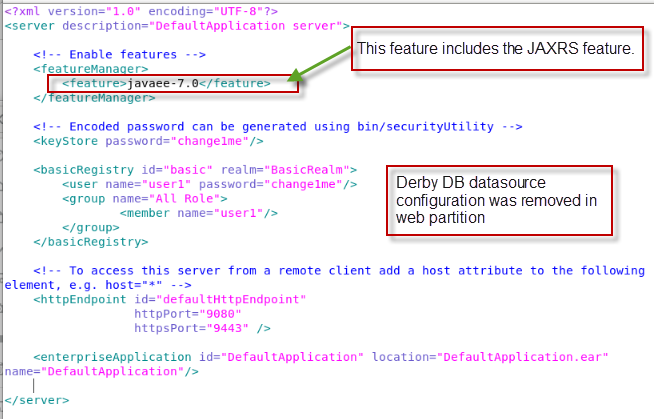 <?xml version="1.0" encoding="UTF-8"?>
<server description="DefaultApplication server">
<!-- Enable features -->
This feature includes the JAXRS feature.
<featureManager>
<feature>javaee-7.0</feature>
</featureManager>
<!-- Encoded password can be generated using bin/securityUtility -->
<keyStore password="change1me"/>
<basicRegistry id="basic" realm="BasicRealm">
<user name="user1" password="change1me"/>
<group name="All Role">
<member name="user1"/>
</group>
</basicRegistry>
Derby DB datasource
configuration was removed in
web partition
<!-- To access this server from a remote client add a host attribute to the following
element, e.g. host="*" -->
<httpEndpoint id="defaultHttpEndpoint"
httpPort="9080"
httpsPort="9443" />
<enterpriseApplication id="DefaultApplication" location="DefaultApplication.ear"
name="DefaultApplication"/>
</server>